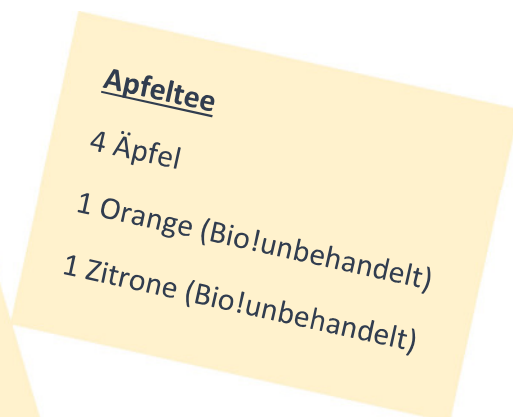 Apfeltee
4 Äpfel
1 Orange (Bio!unbehandelt)
1 Zitrone (Bio!unbehandelt)